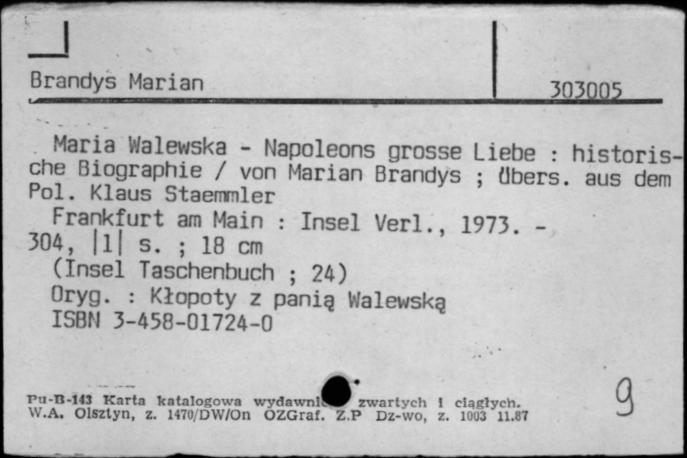 Brandys Marian
303005
Maria Walewska - Napoleons grosse Liebe : historis-
che Biographie / von Marian Brandys ; Übers. aus dem
Pol. Klaus Staemmler
Frankfurt am Main : Insel Verl., 1973. -
304, |1| s. ; 18 cm
(Insel Taschenbuch ; 24)
Oryg. : Kłopoty z panią Walewską
ISBN 3-458-01724-0
Pu-B-143 Karta katalogowa zwartych i ciągłych.
W.A. Olsztyn, z. 1470/DW/On OZGraf. Z.P Dz-wo, z. 1003 11.87
9